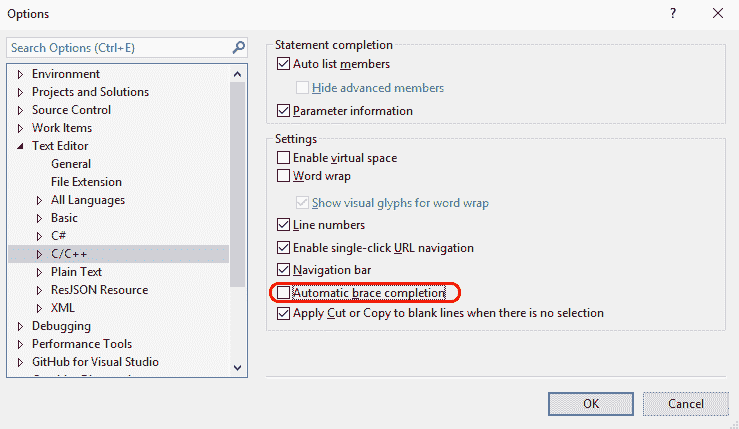 Options
Search Options (Ctrl+E)
Environment
Projects and Solutions
Source Control
Work Items
Text Editor
General
File Extension
All Languages
Basic
C#
C/C++
Plain Text
ResJSON Resource
XML
Debugging
Performance Tools
GitHub for Visual Studio
Statement completion
Auto list members
Hide advanced members
Parameter information
Settings
Enable virtual space
Word wrap
Show visual glyphs for word wrap
Line numbers
Enable single-click URL navigation
Navigation bar
Automatic brace completion
Apply Cut or Copy to blank lines when there is no selection
OK
Cancel